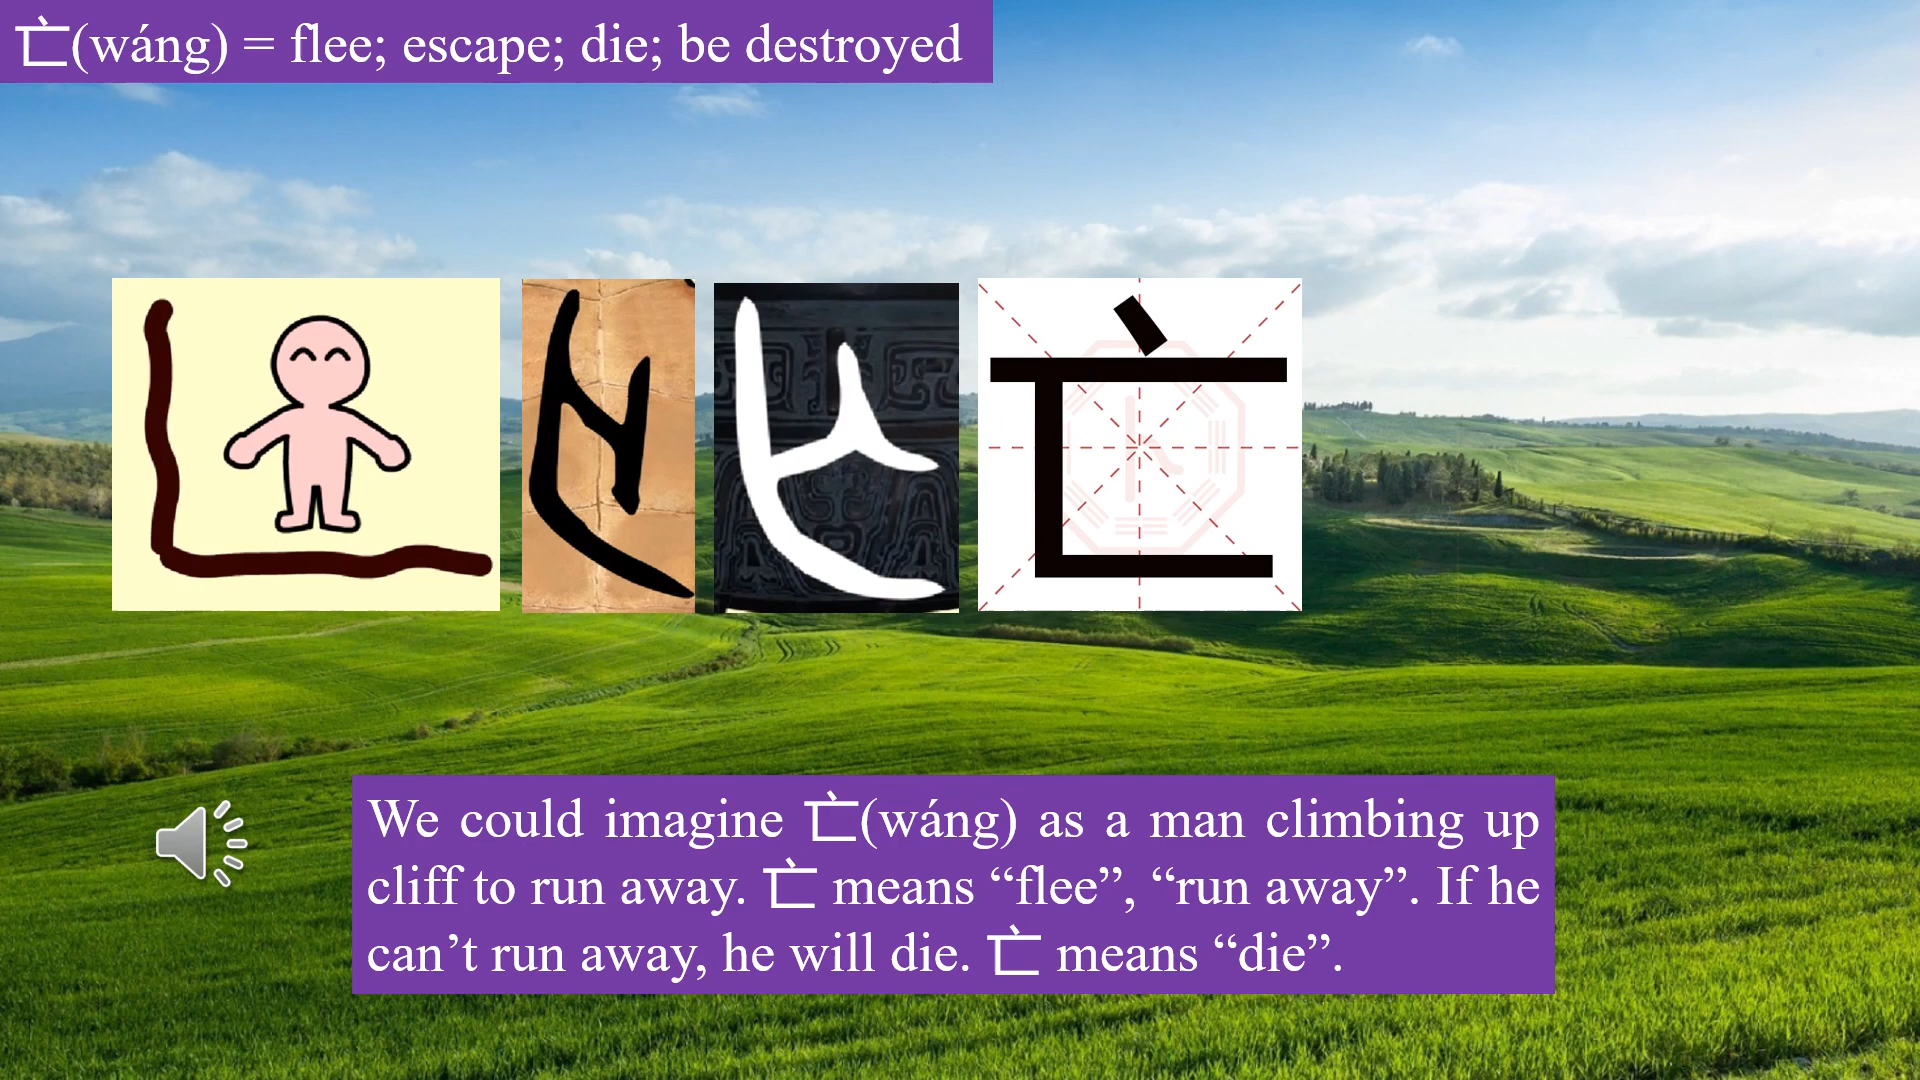 亡(wáng) = flee; escape; die; be destroyed
亡
We could imagine 亡(wáng) as a man climbing up
cliff to run away. 亡 means “flee”, “run away”. If he
can’t run away, he will die. 亡 means “die”.